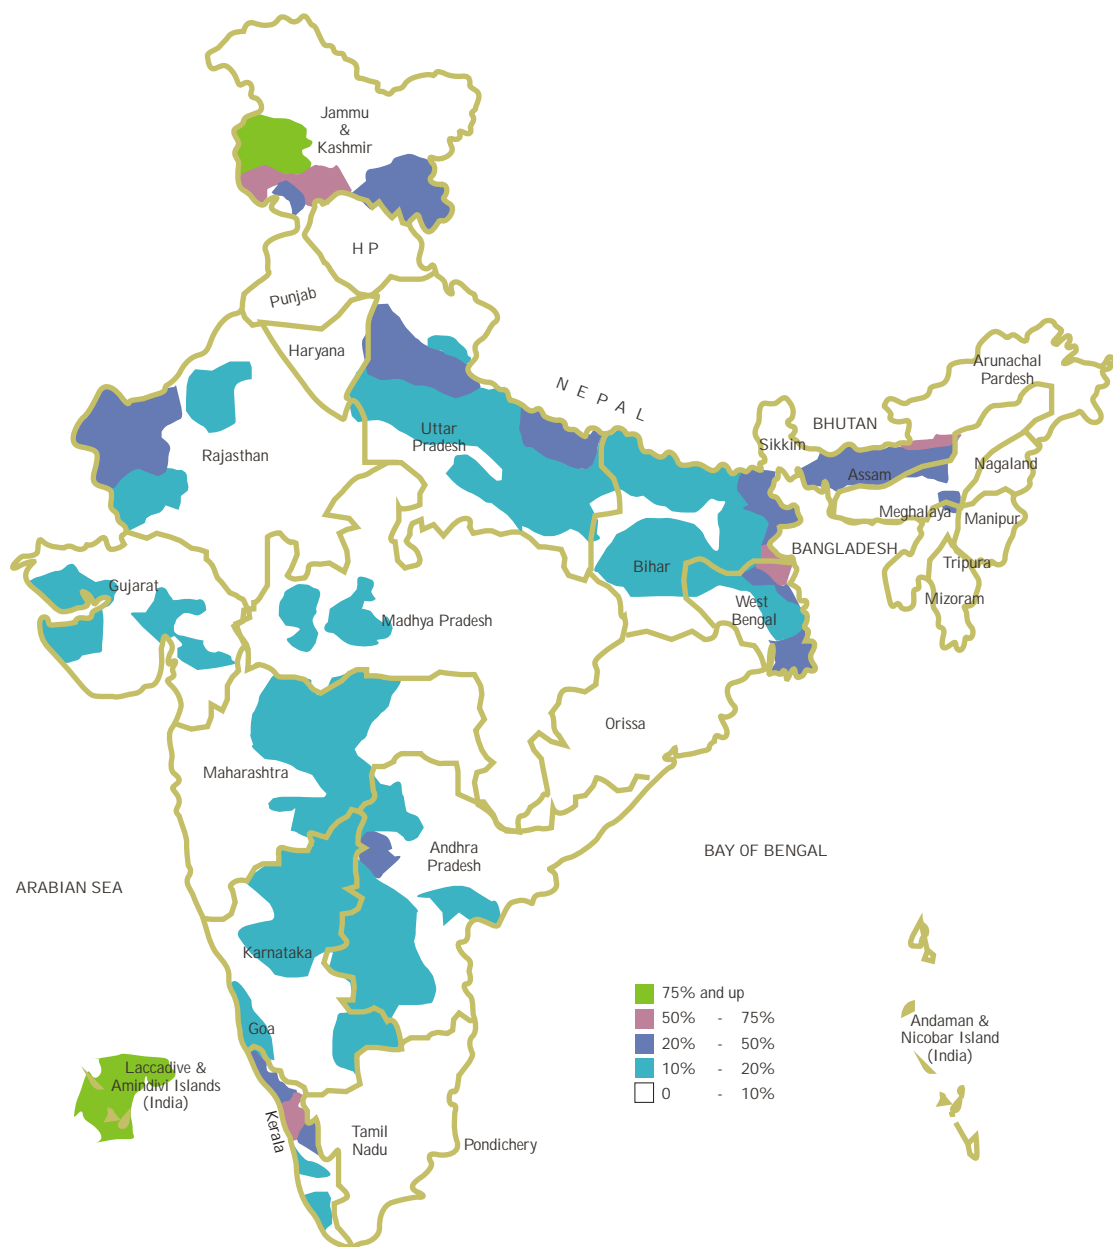 Jammu
&
Kashmir
H P
Punjab
Haryana
NEPAL
Arunachal
Pardesh
BHUTAN
Sikkim
Uttar
Pradesh
Rajasthan
Assam
Nagaland
Meghalaya
Manipur
BANGLADESH
Tripura
Bihar
Gujarat
Mizoram
West
Bengal
Madhya Pradesh
Orissa
Maharashtra
Andhra
Pradesh
BAY OF BENGAL
ARABIAN SEA
Karnataka
75% and up
50% - 75%
20% - 50%
10% - 20%
0 - 10%
Goa
Andaman &
Nicobar Island
(India)
Laccadive &
Amindivi Islands
(India)
Kerala
Tamil
Nadu
Pondichery